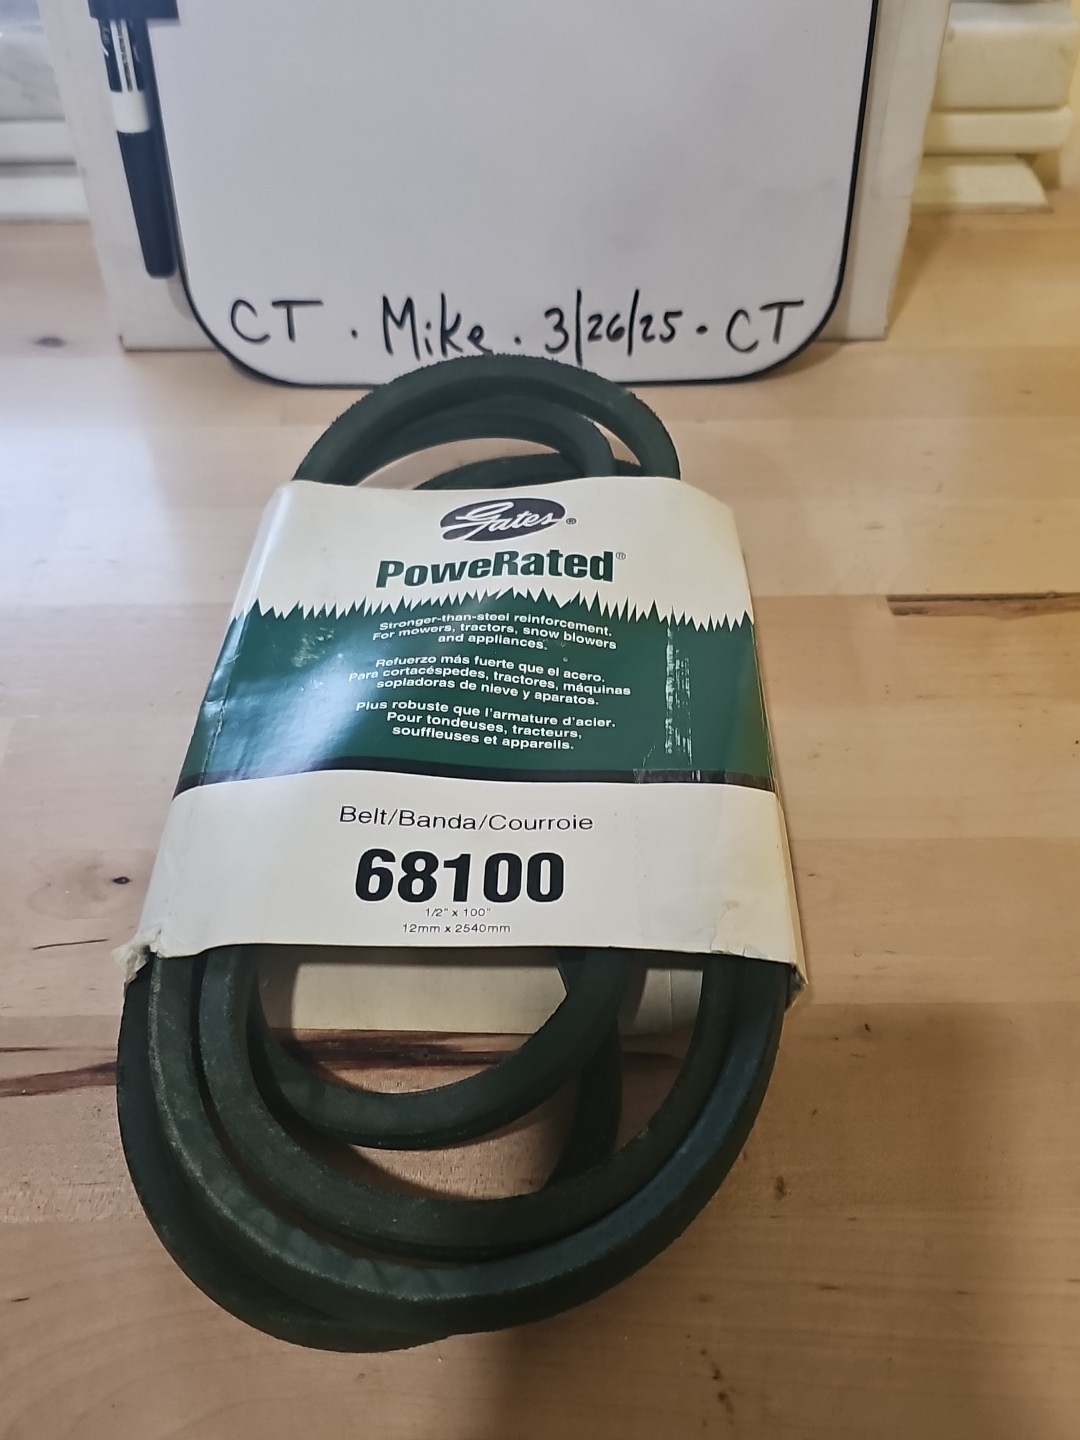 CT . Mike . 3/26/25 - CT
Gates®
PoweRated®
Stronger-than-steel reinforcement.
For mowers, tractors, snow blowers
and appliances.
Refuerzo más fuerte que el acero.
Para cortacéspedes, tractores, máquinas
sopladoras de nieve y aparatos.
Plus robuste que l'armature d'acier.
Pour tondeuses, tracteurs,
souffleuses et appareils.
Belt/Banda/Courroie
68100
1/2" x 100"
12mm x 2540mm